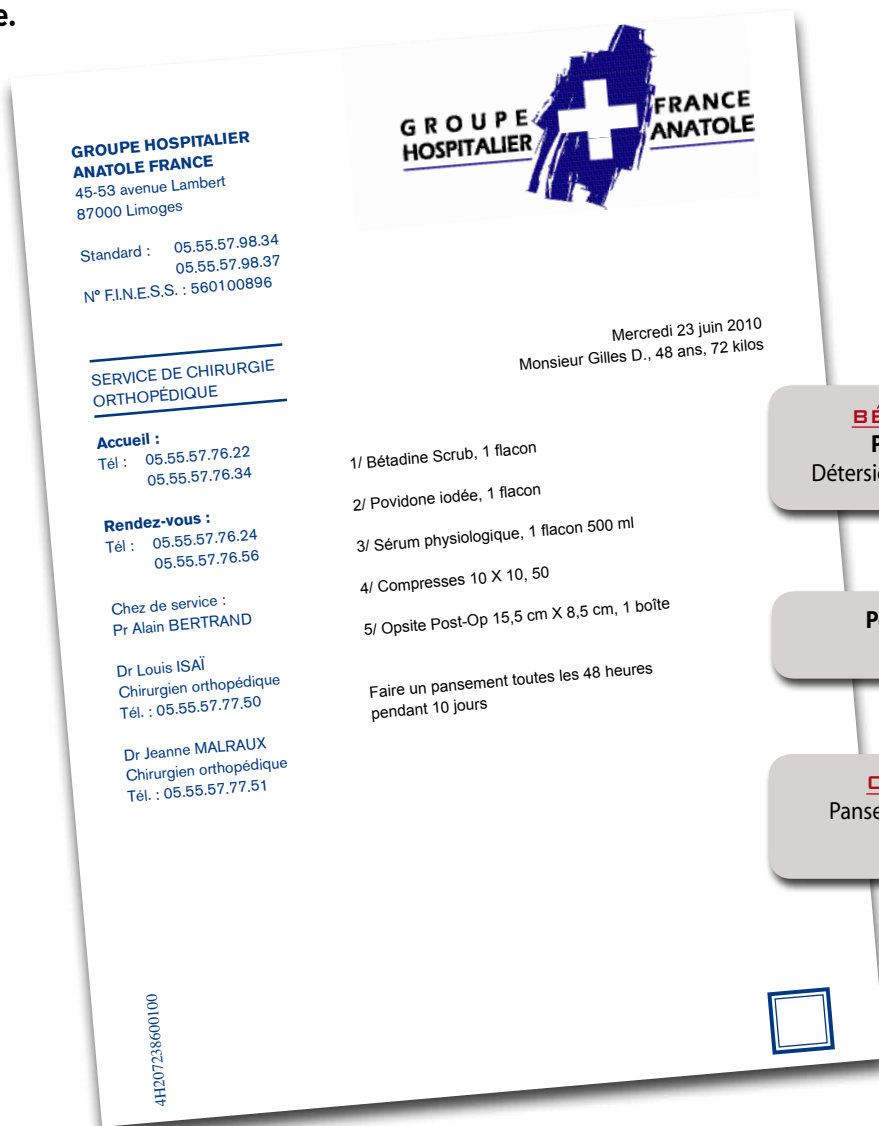 e.
GROUPE HOSPITALIER
ANATOLE FRANCE
45-53 avenue Lambert
87000 Limoges
Standard : 05.55.57.98.34
05.55.57.98.37
N° F.I.N.E.S.S. : 560100896
SERVICE DE CHIRURGIE
ORTHOPÉDIQUE
Accueil :
Tél : 05.55.57.76.22
05.55.57.76.34
Rendez-vous :
Tél : 05.55.57.76.24
05.55.57.76.56
Chez de service :
Pr Alain BERTRAND
Dr Louis ISAÏ
Chirurgien orthopédique
Tél. : 05.55.57.77.50
Dr Jeanne MALRAUX
Chirurgien orthopédique
Tél. : 05.55.57.77.51
4H207238600100
GROUPE FRANCE
HOSPITALIER ANATOLE
Mercredi 23 juin 2010
Monsieur Gilles D., 48 ans, 72 kilos
1/ Bétadine Scrub, 1 flacon
2/ Povidone iodée, 1 flacon
3/ Sérum physiologique, 1 flacon 500 ml
4/ Compresses 10 X 10, 50
5/ Opsite Post-Op 15,5 cm X 8,5 cm, 1 boîte
Faire un pansement toutes les 48 heures
pendant 10 jours
BÉ
P
Détersi
P
Panse